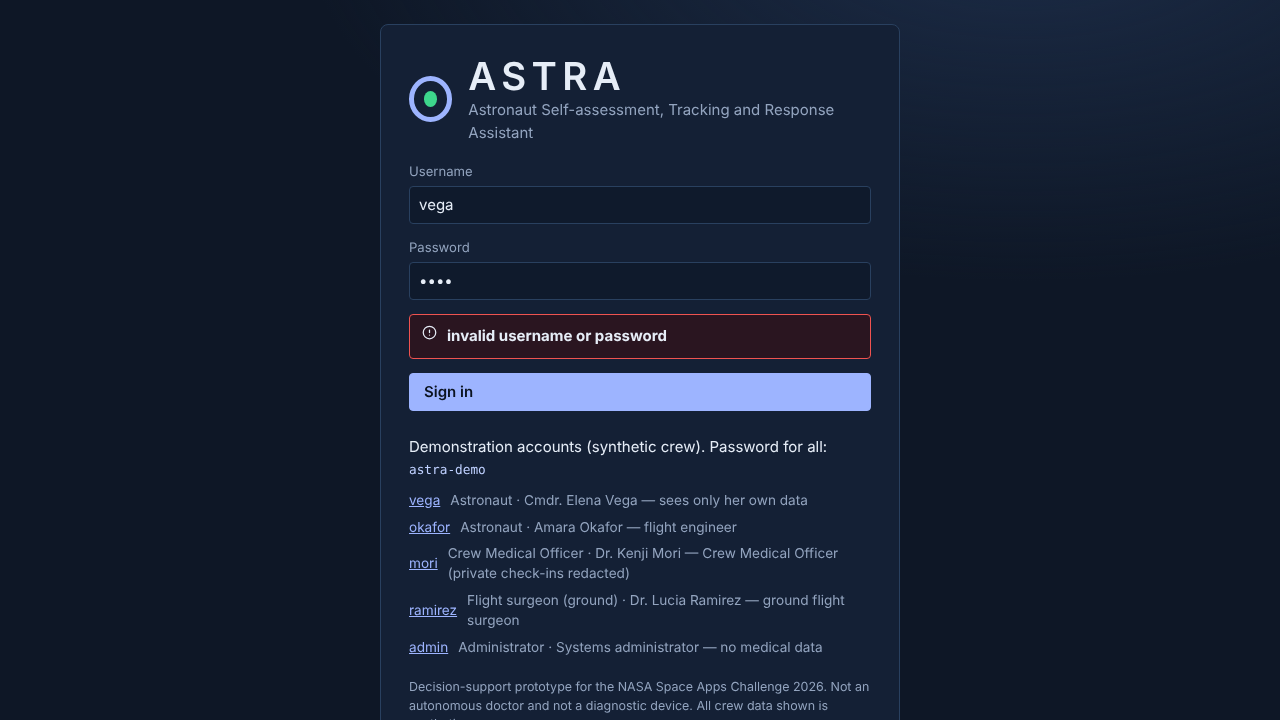 ASTRA
Astronaut Self-assessment, Tracking and Response
Assistant
Username
vega
Password
••••
invalid username or password
Sign in
Demonstration accounts (synthetic crew). Password for all:
astra-demo
vega Astronaut · Cmdr. Elena Vega — sees only her own data
okafor Astronaut · Amara Okafor — flight engineer
mori Crew Medical Officer · Dr. Kenji Mori — Crew Medical Officer
(private check-ins redacted)
ramirez Flight surgeon (ground) · Dr. Lucia Ramirez — ground flight
surgeon
admin Administrator · Systems administrator — no medical data
Decision-support prototype for the NASA Space Apps Challenge 2026. Not an
autonomous doctor and not a diagnostic device. All crew data shown is